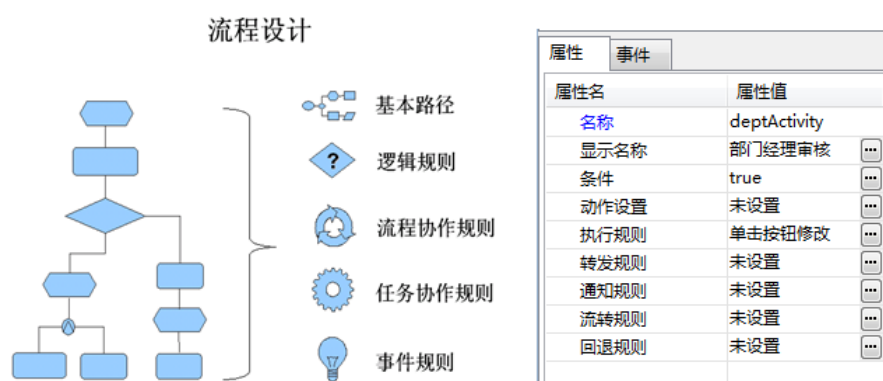 流程设计
基本路径
?
逻辑规则
流程协作规则
任务协作规则
事件规则
属性 事件
属性名 属性值
名称 deptActivity
显示名称 部门经理审核 ...
条件 true ...
动作设置 未设置 ...
执行规则 单击按钮修改 ...
转发规则 未设置 ...
通知规则 未设置 ...
流转规则 未设置 ...
回退规则 未设置 ...